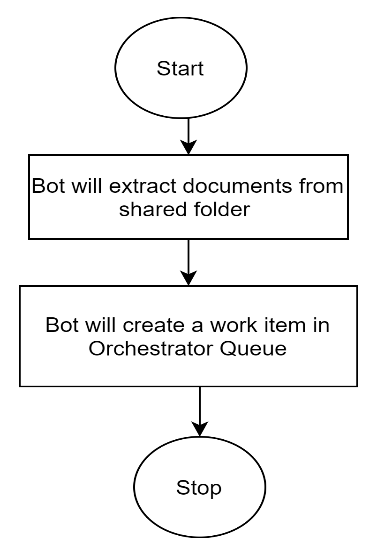 Start
Bot will extract documents from
shared folder
Bot will create a work item in
Orchestrator Queue
Stop